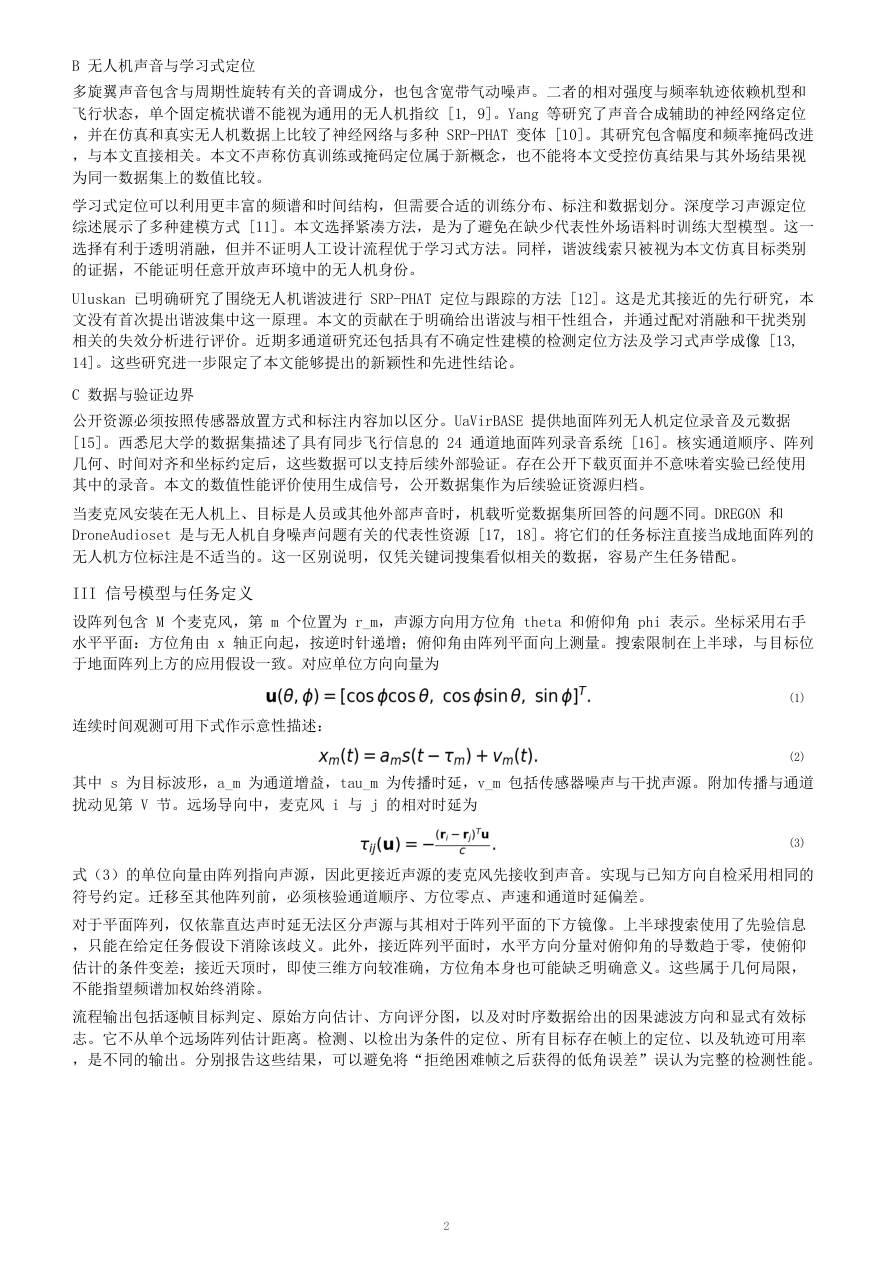 B 无人机声音与学习式定位
多旋翼声音包含与周期性旋转有关的音调成分，也包含宽带气动噪声。二者的相对强度与频率轨迹依赖机型和
飞行状态，单个固定梳状谱不能视为通用的无人机指纹 [1, 9]。Yang 等研究了声音合成辅助的神经网络定位
，并在仿真和真实无人机数据上比较了神经网络与多种 SRP-PHAT 变体 [10]。其研究包含幅度和频率掩码改进
，与本文直接相关。本文不声称仿真训练或掩码定位属于新概念，也不能将本文受控仿真结果与其外场结果视
为同一数据集上的数值比较。
学习式定位可以利用更丰富的频谱和时间结构，但需要合适的训练分布、标注和数据划分。深度学习声源定位
综述展示了多种建模方式 [11]。本文选择紧凑方法，是为了避免在缺少代表性外场语料时训练大型模型。这一
选择有利于透明消融，但并不证明人工设计流程优于学习式方法。同样，谐波线索只被视为本文仿真目标类别
的证据，不能证明任意开放声环境中的无人机身份。
Uluskan 已明确研究了围绕无人机谐波进行 SRP-PHAT 定位与跟踪的方法 [12]。这是尤其接近的先行研究，本
文没有首次提出谐波集中这一原理。本文的贡献在于明确给出谐波与相干性组合，并通过配对消融和干扰类别
相关的失效分析进行评价。近期多通道研究还包括具有不确定性建模的检测定位方法及学习式声学成像 [13,
14]。这些研究进一步限定了本文能够提出的新颖性和先进性结论。
C 数据与验证边界
公开资源必须按照传感器放置方式和标注内容加以区分。UaVirBASE 提供地面阵列无人机定位录音及元数据
[15]。西悉尼大学的数据集描述了具有同步飞行信息的 24 通道地面阵列录音系统 [16]。核实通道顺序、阵列
几何、时间对齐和坐标约定后，这些数据可以支持后续外部验证。存在公开下载页面并不意味着实验已经使用
其中的录音。本文的数值性能评价使用生成信号，公开数据集作为后续验证资源归档。
当麦克风安装在无人机上、目标是人员或其他外部声音时，机载听觉数据集所回答的问题不同。DREGON 和
DroneAudioset 是与无人机自身噪声问题有关的代表性资源 [17, 18]。将它们的任务标注直接当成地面阵列的
无人机方位标注是不适当的。这一区别说明，仅凭关键词搜集看似相关的数据，容易产生任务错配。
III 信号模型与任务定义
设阵列包含 M 个麦克风，第 m 个位置为 r_m，声源方向用方位角 theta 和俯仰角 phi 表示。坐标采用右手
水平平面：方位角由 x 轴正向起，按逆时针递增；俯仰角由阵列平面向上测量。搜索限制在上半球，与目标位
于地面阵列上方的应用假设一致。对应单位方向向量为
u(θ, ϕ) = [cos ϕcos θ, cos ϕsin θ, sin ϕ]^T. (1)
连续时间观测可用下式作示意性描述：
x_m(t) = a_m s(t − τ_m) + v_m(t). (2)
其中 s 为目标波形，a_m 为通道增益，tau_m 为传播时延，v_m 包括传感器噪声与干扰声源。附加传播与通道
扰动见第 V 节。远场导向中，麦克风 i 与 j 的相对时延为
τ_ij(u) = −(r_i − r_j)^T u / c. (3)
式（3）的单位向量由阵列指向声源，因此更接近声源的麦克风先接收到声音。实现与已知方向自检采用相同的
符号约定。迁移至其他阵列前，必须核验通道顺序、方位零点、声速和通道时延偏差。
对于平面阵列，仅依靠直达声时延无法区分声源与其相对于阵列平面的下方镜像。上半球搜索使用了先验信息
，只能在给定任务假设下消除该歧义。此外，接近阵列平面时，水平方向分量对俯仰角的导数趋于零，使俯仰
估计的条件变差；接近天顶时，即使三维方向较准确，方位角本身也可能缺乏明确意义。这些属于几何局限，
不能指望频谱加权始终消除。
流程输出包括逐帧目标判定、原始方向估计、方向评分图，以及对时序数据给出的因果滤波方向和显式有效标
志。它不从单个远场阵列估计距离。检测、以检出为条件的定位、所有目标存在帧上的定位、以及轨迹可用率
，是不同的输出。分别报告这些结果，可以避免将“拒绝困难帧之后获得的低角误差”误认为完整的检测性能。
2